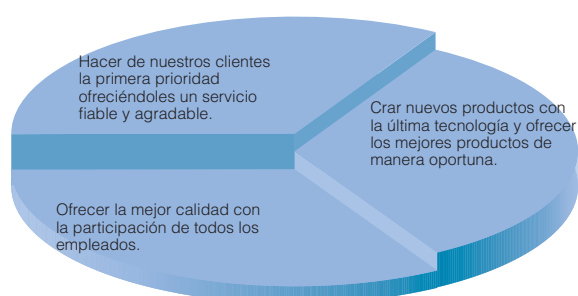 Hacer de nuestros clientes
la primera prioridad
ofreciéndoles un servicio
fiable y agradable.
Crar nuevos productos con
la última tecnología y ofrecer
los mejores productos de
manera oportuna.
Ofrecer la mejor calidad con
la participación de todos los
empleados.